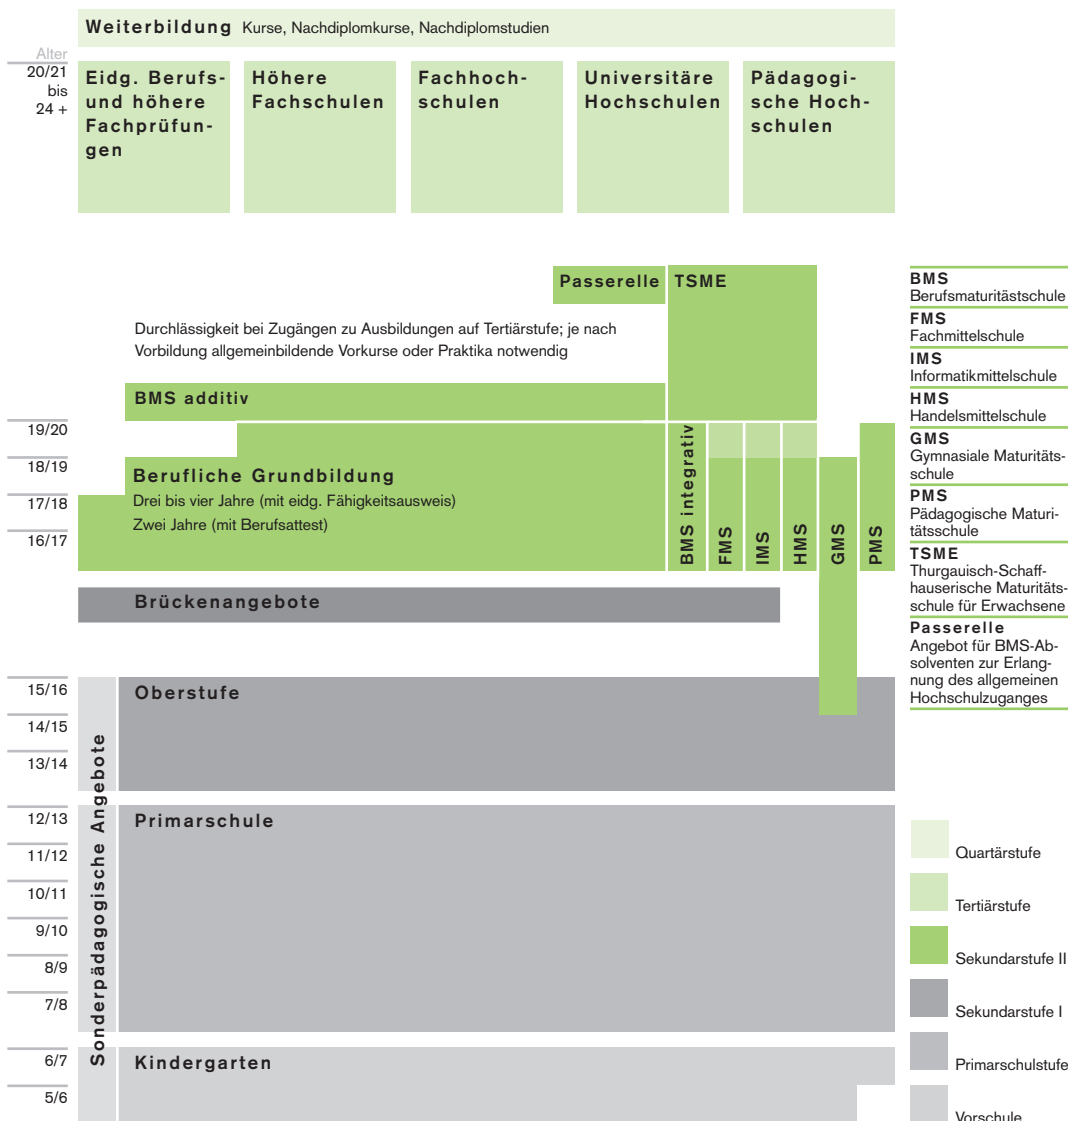 Weiterbildung Kurse, Nachdiplomkurse, Nachdiplomstudien
Alter
20/21
bis
24 +
Eidg. Berufs-
und höhere
Fachprüfun-
gen
Höhere
Fachschulen
Fachhoch-
schulen
Universitäre
Hochschulen
Pädagogi-
sche Hoch-
schulen
Passerelle
TSME
Durchlässigkeit bei Zugängen zu Ausbildungen auf Tertiärstufe; je nach
Vorbildung allgemeinbildende Vorkurse oder Praktika notwendig
BMS additiv
19/20
18/19
17/18
16/17
Berufliche Grundbildung
Drei bis vier Jahre (mit eidg. Fähigkeitsausweis)
Zwei Jahre (mit Berufsattest)
BMS integrativ
FMS
IMS
HMS
GMS
PMS
Brückenangebote
15/16
14/15
13/14
Oberstufe
Sonderpädagogische Angebote
12/13
11/12
10/11
9/10
8/9
7/8
Primarschule
6/7
5/6
Kindergarten
BMS
Berufsmaturitästschule
FMS
Fachmittelschule
IMS
Informatikmittelschule
HMS
Handelsmittelschule
GMS
Gymnasiale Maturitäts-
schule
PMS
Pädagogische Maturi-
tätsschule
TSME
Thurgauisch-Schaff-
hauserische Maturitäts-
schule für Erwachsene
Passerelle
Angebot für BMS-Ab-
solventen zur Erlang-
nung des allgemeinen
Hochschulzuganges
Quartärstufe
Tertiärstufe
Sekundarstufe II
Sekundarstufe I
Primarschulstufe
Vorschule